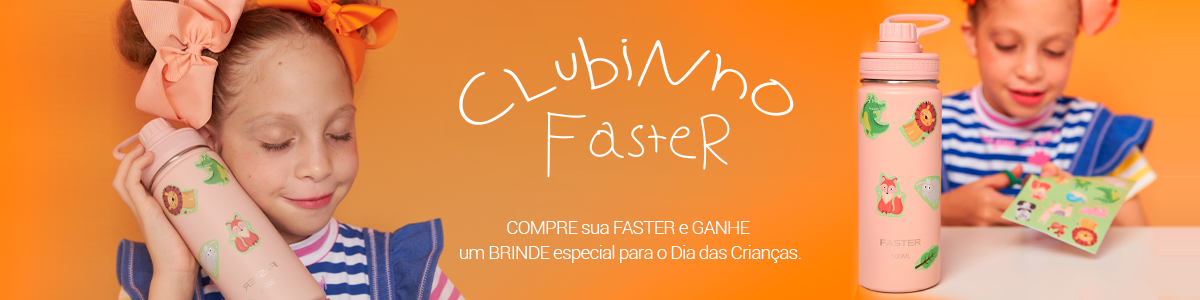 CLubiNho
FasteR
COMPRE sua FASTER e GANHE
um BRINDE especial para o Dia das Crianças.
FASTER